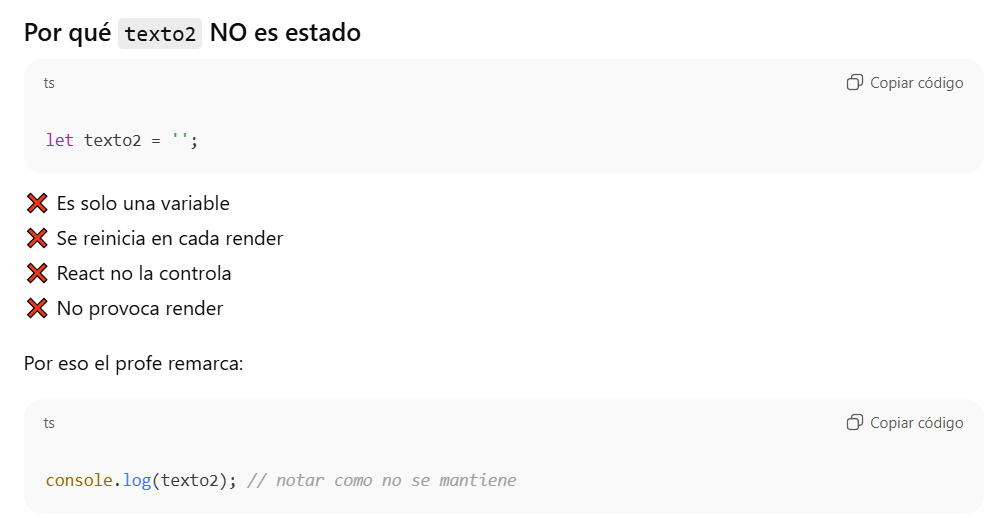 Por qué texto2 NO es estado
ts
Copiar código
let texto2 = '';
❌ Es solo una variable
❌ Se reinicia en cada render
❌ React no la controla
❌ No provoca render
Por eso el profe remarca:
ts
Copiar código
console.log(texto2); // notar como no se mantiene